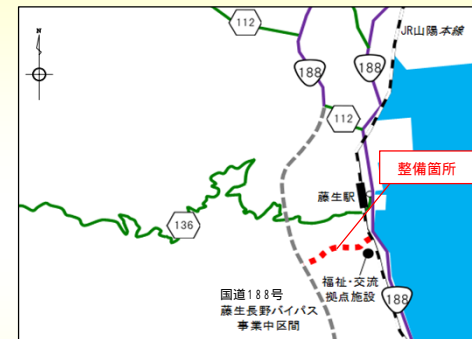 112
JR山陽本線
188
188
112
整備箇所
藤生駅
136
福祉・交流
拠点施設
国道188号
藤生長野バイパス
事業中区間
188